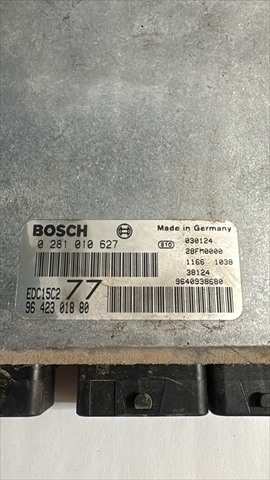 BOSCH
Made in Germany
0 281 010 627
e10
030124
28FM0000
1166 1038
38124
9640938680
EDC15C2 77
96 423 018 80